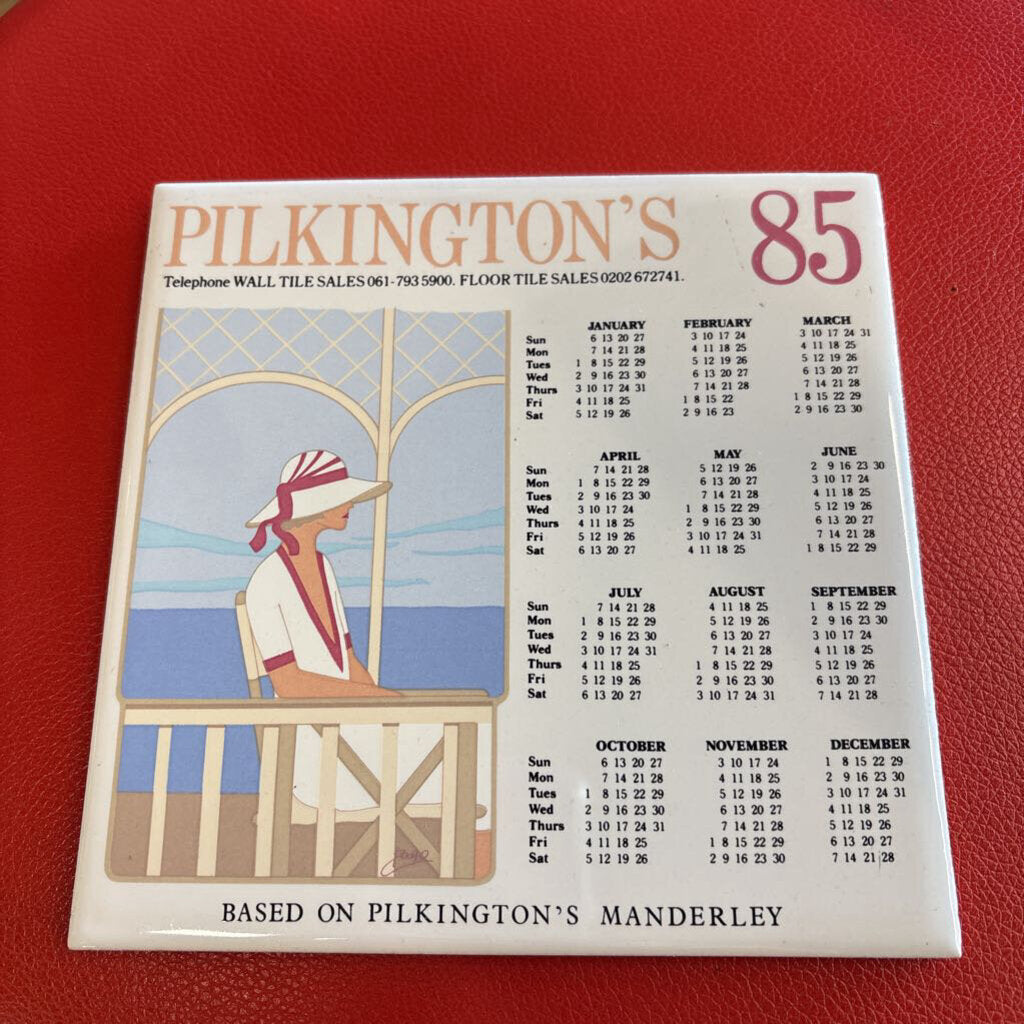 PILKINGTON'S 85
Telephone WALL TILE SALES 061-793 5900. FLOOR TILE SALES 0202 672741.
JANUARY FEBRUARY MARCH
Sun 6 13 20 27 3 10 17 24 3 10 17 24 31
Mon 7 14 21 28 4 11 18 25 4 11 18 25
Tues 1 8 15 22 29 5 12 19 26 5 12 19 26
Wed 2 9 16 23 30 6 13 20 27 6 13 20 27
Thurs 3 10 17 24 31 7 14 21 28 7 14 21 28
Fri 4 11 18 25 1 8 15 22 1 8 15 22 29
Sat 5 12 19 26 2 9 16 23 2 9 16 23 30
APRIL MAY JUNE
Sun 7 14 21 28 5 12 19 26 2 9 16 23 30
Mon 1 8 15 22 29 6 13 20 27 3 10 17 24
Tues 2 9 16 23 30 7 14 21 28 4 11 18 25
Wed 3 10 17 24 1 8 15 22 29 5 12 19 26
Thurs 4 11 18 25 2 9 16 23 30 6 13 20 27
Fri 5 12 19 26 3 10 17 24 31 7 14 21 28
Sat 6 13 20 27 4 11 18 25 1 8 15 22 29
JULY AUGUST SEPTEMBER
Sun 7 14 21 28 4 11 18 25 1 8 15 22 29
Mon 1 8 15 22 29 5 12 19 26 2 9 16 23 30
Tues 2 9 16 23 30 6 13 20 27 3 10 17 24
Wed 3 10 17 24 31 7 14 21 28 4 11 18 25
Thurs 4 11 18 25 1 8 15 22 29 5 12 19 26
Fri 5 12 19 26 2 9 16 23 30 6 13 20 27
Sat 6 13 20 27 3 10 17 24 31 7 14 21 28
OCTOBER NOVEMBER DECEMBER
Sun 6 13 20 27 3 10 17 24 1 8 15 22 29
Mon 7 14 21 28 4 11 18 25 2 9 16 23 30
Tues 1 8 15 22 29 5 12 19 26 3 10 17 24 31
Wed 2 9 16 23 30 6 13 20 27 4 11 18 25
Thurs 3 10 17 24 31 7 14 21 28 5 12 19 26
Fri 4 11 18 25 1 8 15 22 29 6 13 20 27
Sat 5 12 19 26 2 9 16 23 30 7 14 21 28
BASED ON PILKINGTON'S MANDERLEY